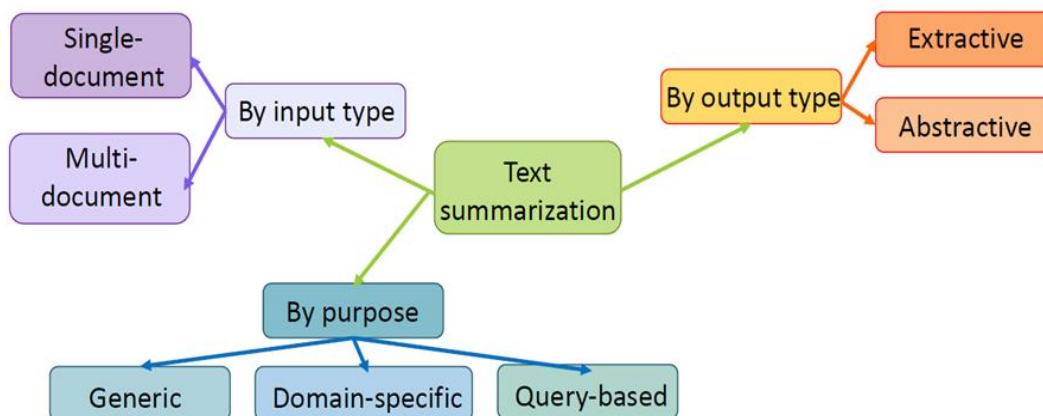 Single-
document
By input type
Multi-
document
Text
summarization
By output type
Extractive
Abstractive
By purpose
Generic
Domain-specific
Query-based